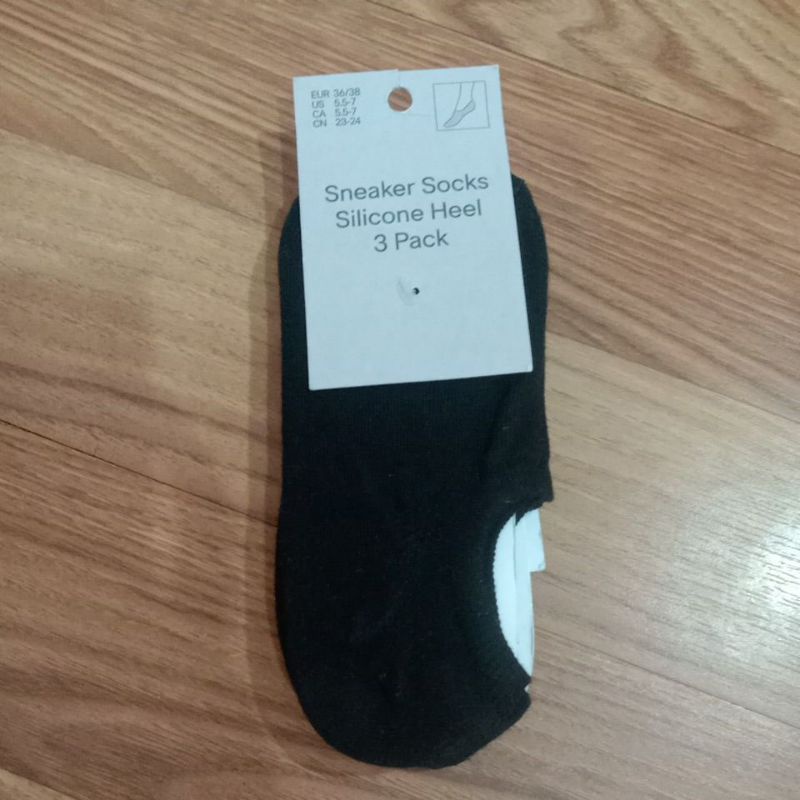 EUR 36/38
US 5.5-7
CA 5.5-7
CN 23-24
Sneaker Socks
Silicone Heel
3 Pack